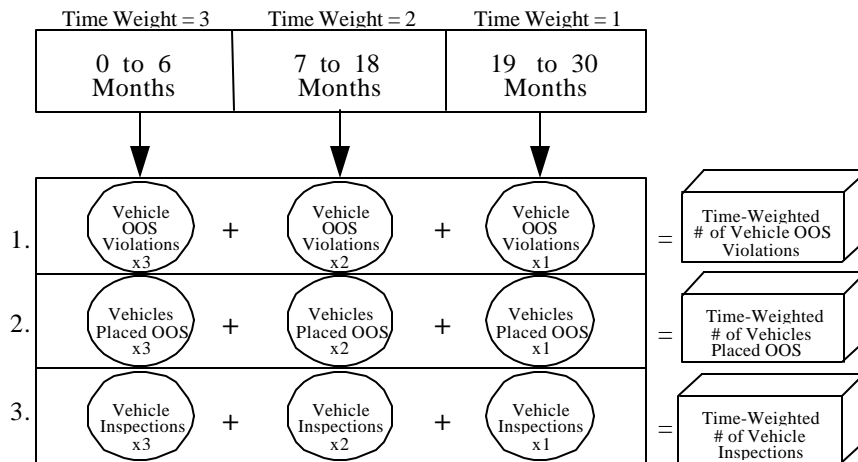 Time Weight = 3 Time Weight = 2 Time Weight = 1
0 to 6 Months
7 to 18 Months
19 to 30 Months
1.
Vehicle
OOS
Violations
x3
+
Vehicle
OOS
Violations
x2
+
Vehicle
OOS
Violations
x1
=
Time-Weighted
# of Vehicle OOS
Violations
2.
Vehicles
Placed OOS
x3
+
Vehicles
Placed OOS
x2
+
Vehicles
Placed OOS
x1
=
Time-Weighted
# of Vehicles
Placed OOS
3.
Vehicle
Inspections
x3
+
Vehicle
Inspections
x2
+
Vehicle
Inspections
x1
=
Time-Weighted
# of Vehicle
Inspections